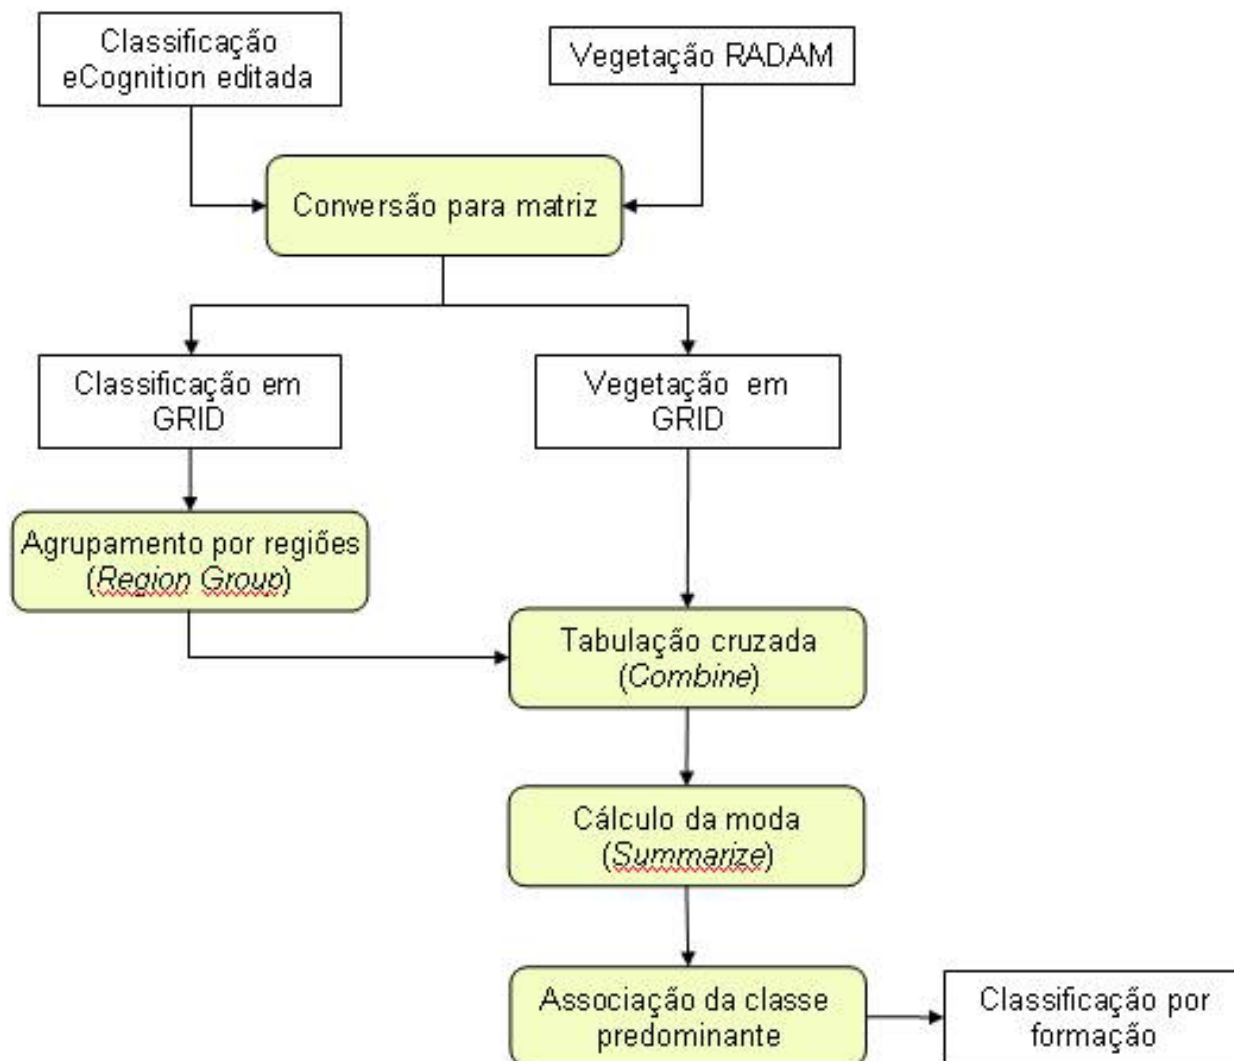 Classificação
eCognition editada
Vegetação RADAM
Conversão para matriz
Classificação em
GRID
Vegetação em
GRID
Agrupamento por regiões
(Region Group)
Tabulação cruzada
(Combine)
Cálculo da moda
(Summarize)
Associação da classe
predominante
Classificação por
formação